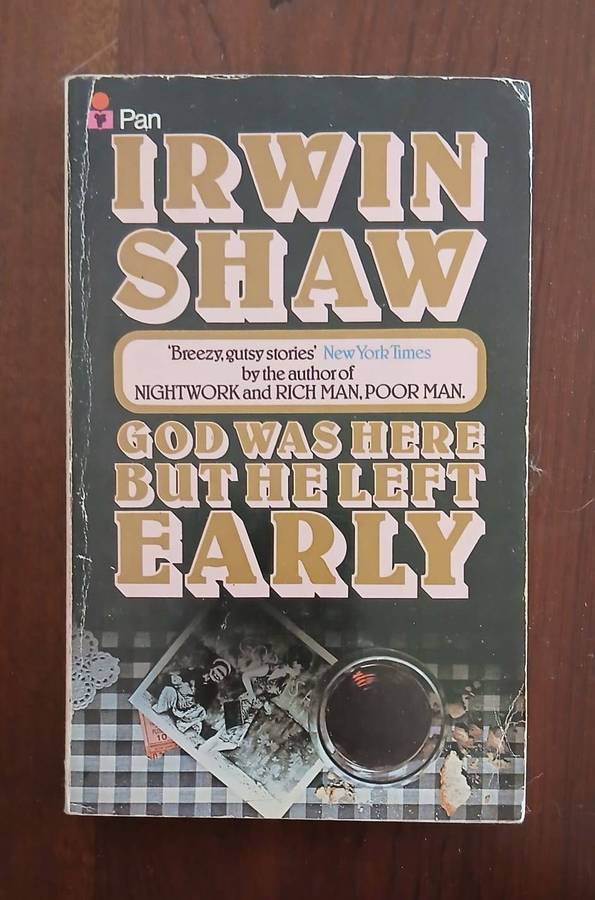 Pan
IRWIN
SHAW
'Breezy, gutsy stories' New York Times
by the author of
NIGHTWORK and RICH MAN, POOR MAN.
GOD WAS HERE
BUT HE LEFT
EARLY
10